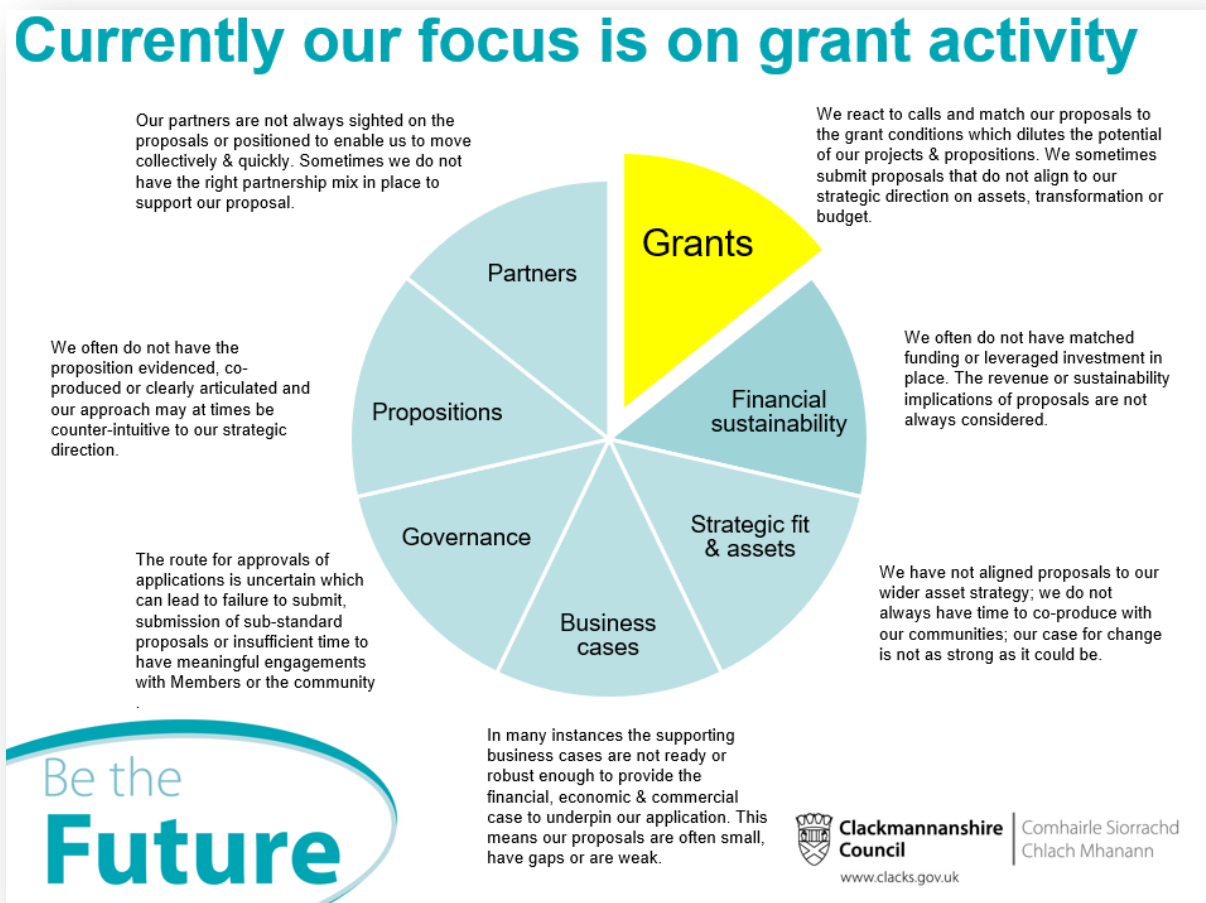 Currently our focus is on grant activity
Our partners are not always sighted on the
proposals or positioned to enable us to move
collectively & quickly. Sometimes we do not
have the right partnership mix in place to
support our proposal.
We react to calls and match our proposals to
the grant conditions which dilutes the potential
of our projects & propositions. We sometimes
submit proposals that do not align to our
strategic direction on assets, transformation or
budget.
Grants
Partners
We often do not have the
proposition evidenced, co-
produced or clearly articulated and
our approach may at times be
counter-intuitive to our strategic
direction.
Propositions
Financial
sustainability
We often do not have matched
funding or leveraged investment in
place. The revenue or sustainability
implications of proposals are not
always considered.
Governance
Strategic fit
& assets
The route for approvals of
applications is uncertain which
can lead to failure to submit,
submission of sub-standard
proposals or insufficient time to
have meaningful engagements
with Members or the community
.
Business
cases
We have not aligned proposals to our
wider asset strategy; we do not
always have time to co-produce with
our communities; our case for change
is not as strong as it could be.
In many instances the supporting
business cases are not ready or
robust enough to provide the
financial, economic & commercial
case to underpin our application. This
means our proposals are often small,
have gaps or are weak.
Be the
Future
Clackmannanshire
Council
www.clacks.gov.uk
Comhairle Siorrachd
Chlach Mhanann